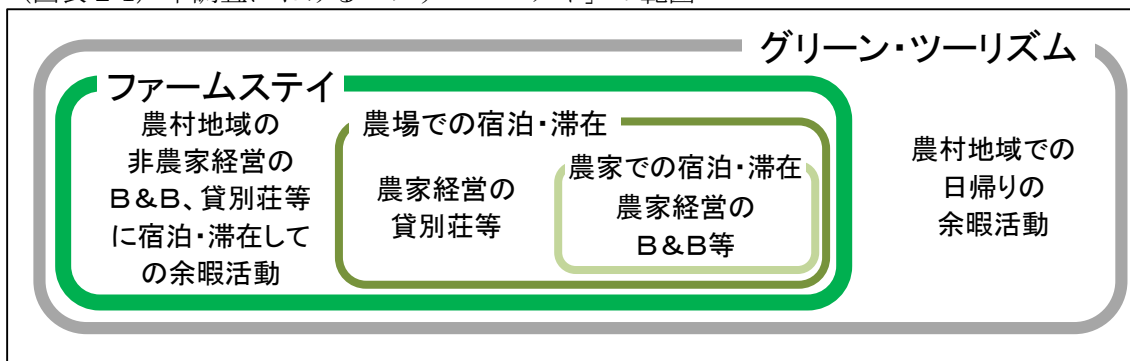 グリーン・ツーリズム
ファームステイ
農村地域の
非農家経営の
B&B、貸別荘等
に宿泊・滞在して
の余暇活動
農場での宿泊・滞在
農家経営の
貸別荘等
農家での宿泊・滞在
農家経営の
B&B等
農村地域での
日帰りの
余暇活動